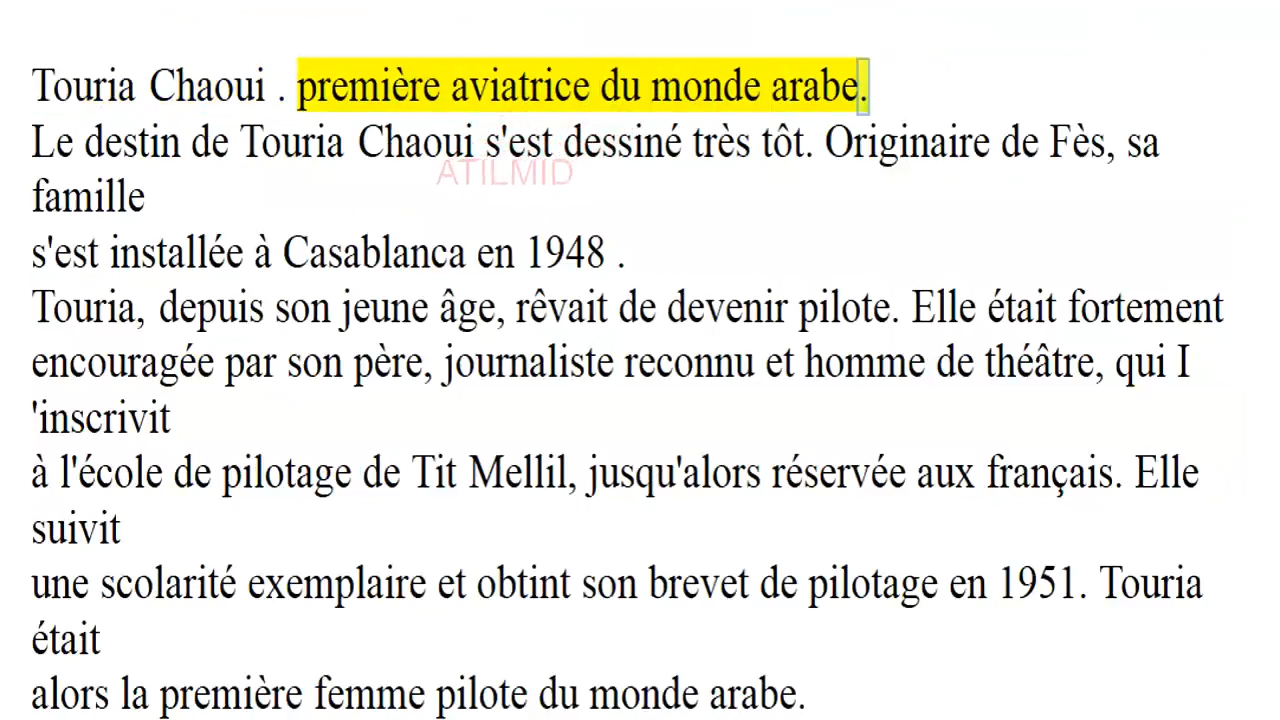 Touria Chaoui . première aviatrice du monde arabe.
Le destin de Touria Chaoui s'est dessiné très tôt. Originaire de Fès, sa
ATILMID
famille
s'est installée à Casablanca en 1948 .
Touria, depuis son jeune âge, rêvait de devenir pilote. Elle était fortement
encouragée par son père, journaliste reconnu et homme de théâtre, qui I
'inscrivit
à l'école de pilotage de Tit Mellil, jusqu'alors réservée aux français. Elle
suivit
une scolarité exemplaire et obtint son brevet de pilotage en 1951. Touria
était
alors la première femme pilote du monde arabe.